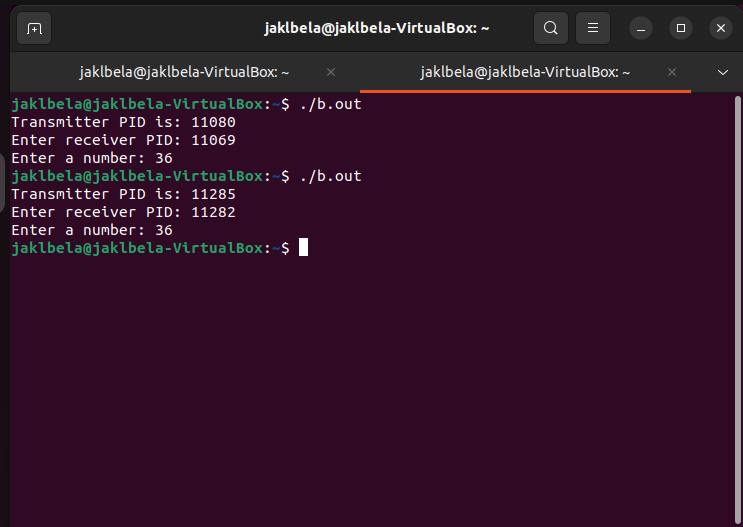 jaklbela@jaklbela-VirtualBox: ~
jaklbela@jaklbela-VirtualBox: ~
jaklbela@jaklbela-VirtualBox: ~
jaklbela@jaklbela-VirtualBox:~$ ./b.out
Transmitter PID is: 11080
Enter receiver PID: 11069
Enter a number: 36
jaklbela@jaklbela-VirtualBox:~$ ./b.out
Transmitter PID is: 11285
Enter receiver PID: 11282
Enter a number: 36
jaklbela@jaklbela-VirtualBox:~$